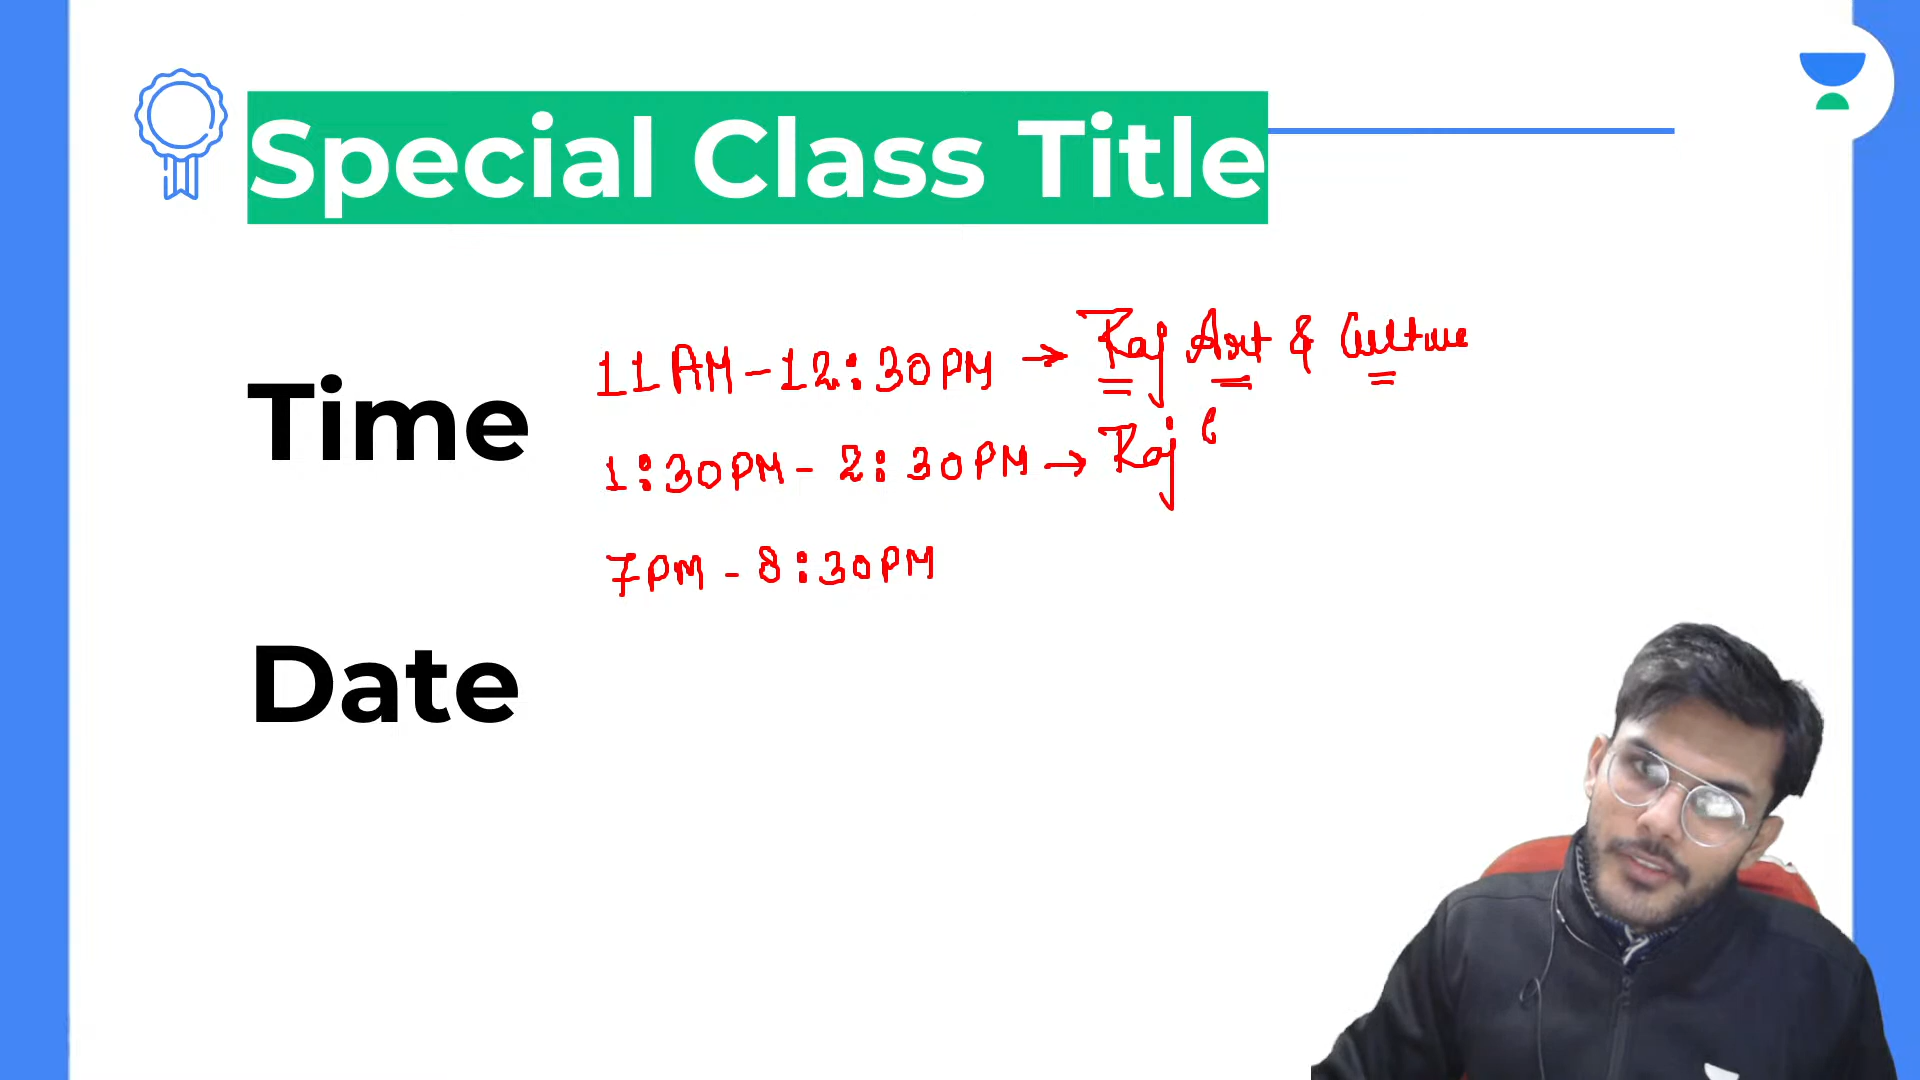 Special Class Title
11 AM - 12:30 PM → Raj Art & Culture
Time
1:30 PM - 2:30 PM → Raj
7 PM - 8:30 PM
Date